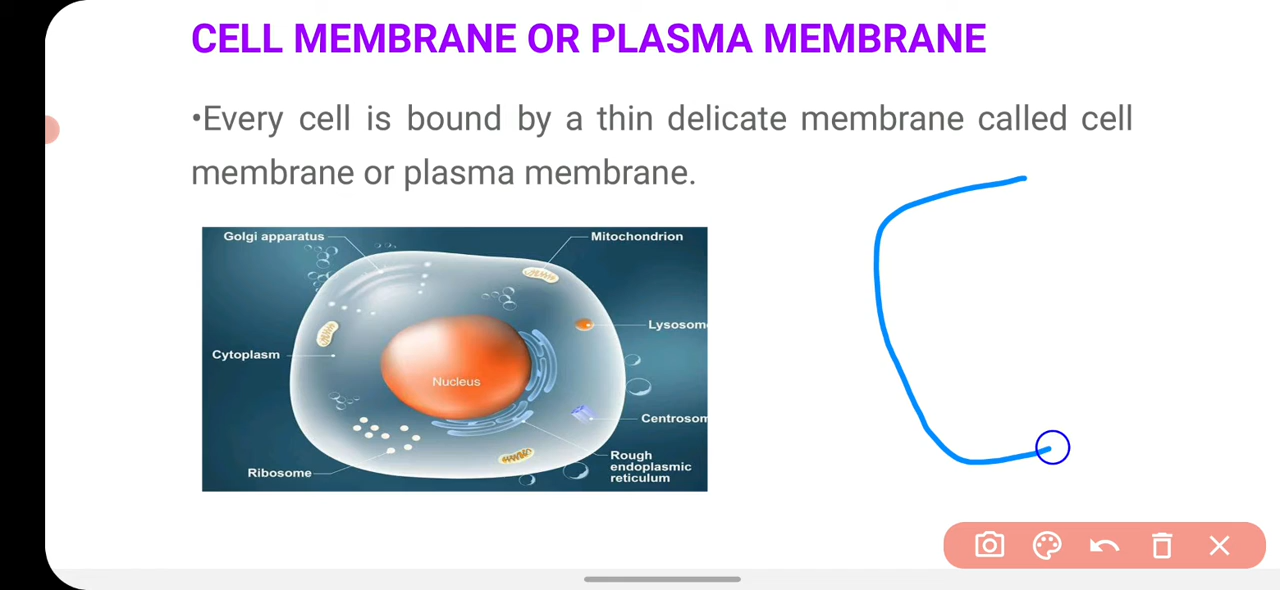 CELL MEMBRANE OR PLASMA MEMBRANE
•Every cell is bound by a thin delicate membrane called cell
membrane or plasma membrane.
Golgi apparatus
Mitochondrion
Lysosom
Cytoplasm
Nucleus
Centrosom
Rough
endoplasmic
reticulum
Ribosome